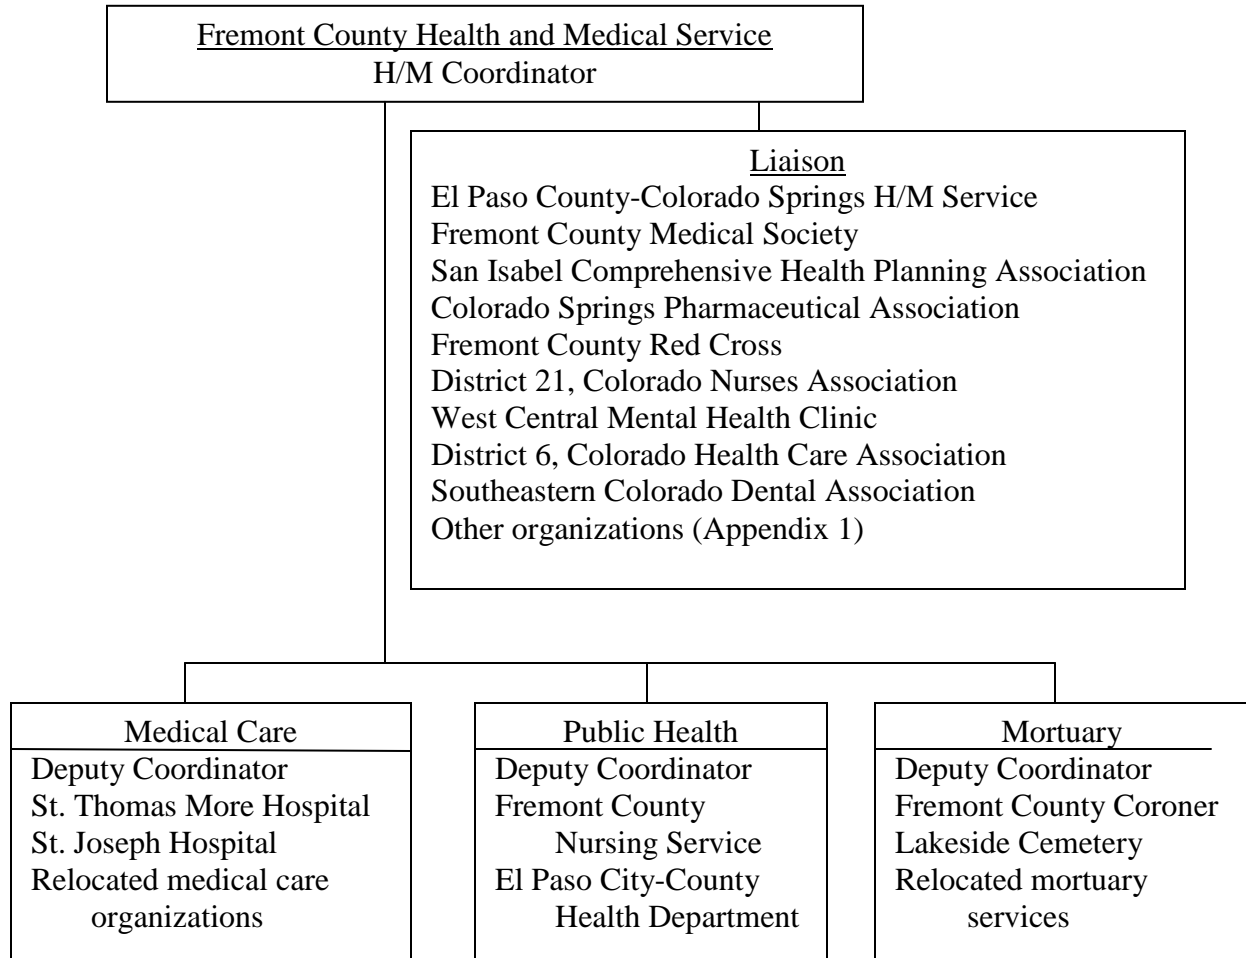 Fremont County Health and Medical Service
H/M Coordinator
Liaison
El Paso County-Colorado Springs H/M Service
Fremont County Medical Society
San Isabel Comprehensive Health Planning Association
Colorado Springs Pharmaceutical Association
Fremont County Red Cross
District 21, Colorado Nurses Association
West Central Mental Health Clinic
District 6, Colorado Health Care Association
Southeastern Colorado Dental Association
Other organizations (Appendix 1)
Medical Care
Deputy Coordinator
St. Thomas More Hospital
St. Joseph Hospital
Relocated medical care
organizations
Public Health
Deputy Coordinator
Fremont County
Nursing Service
El Paso City-County
Health Department
Mortuary
Deputy Coordinator
Fremont County Coroner
Lakeside Cemetery
Relocated mortuary
services